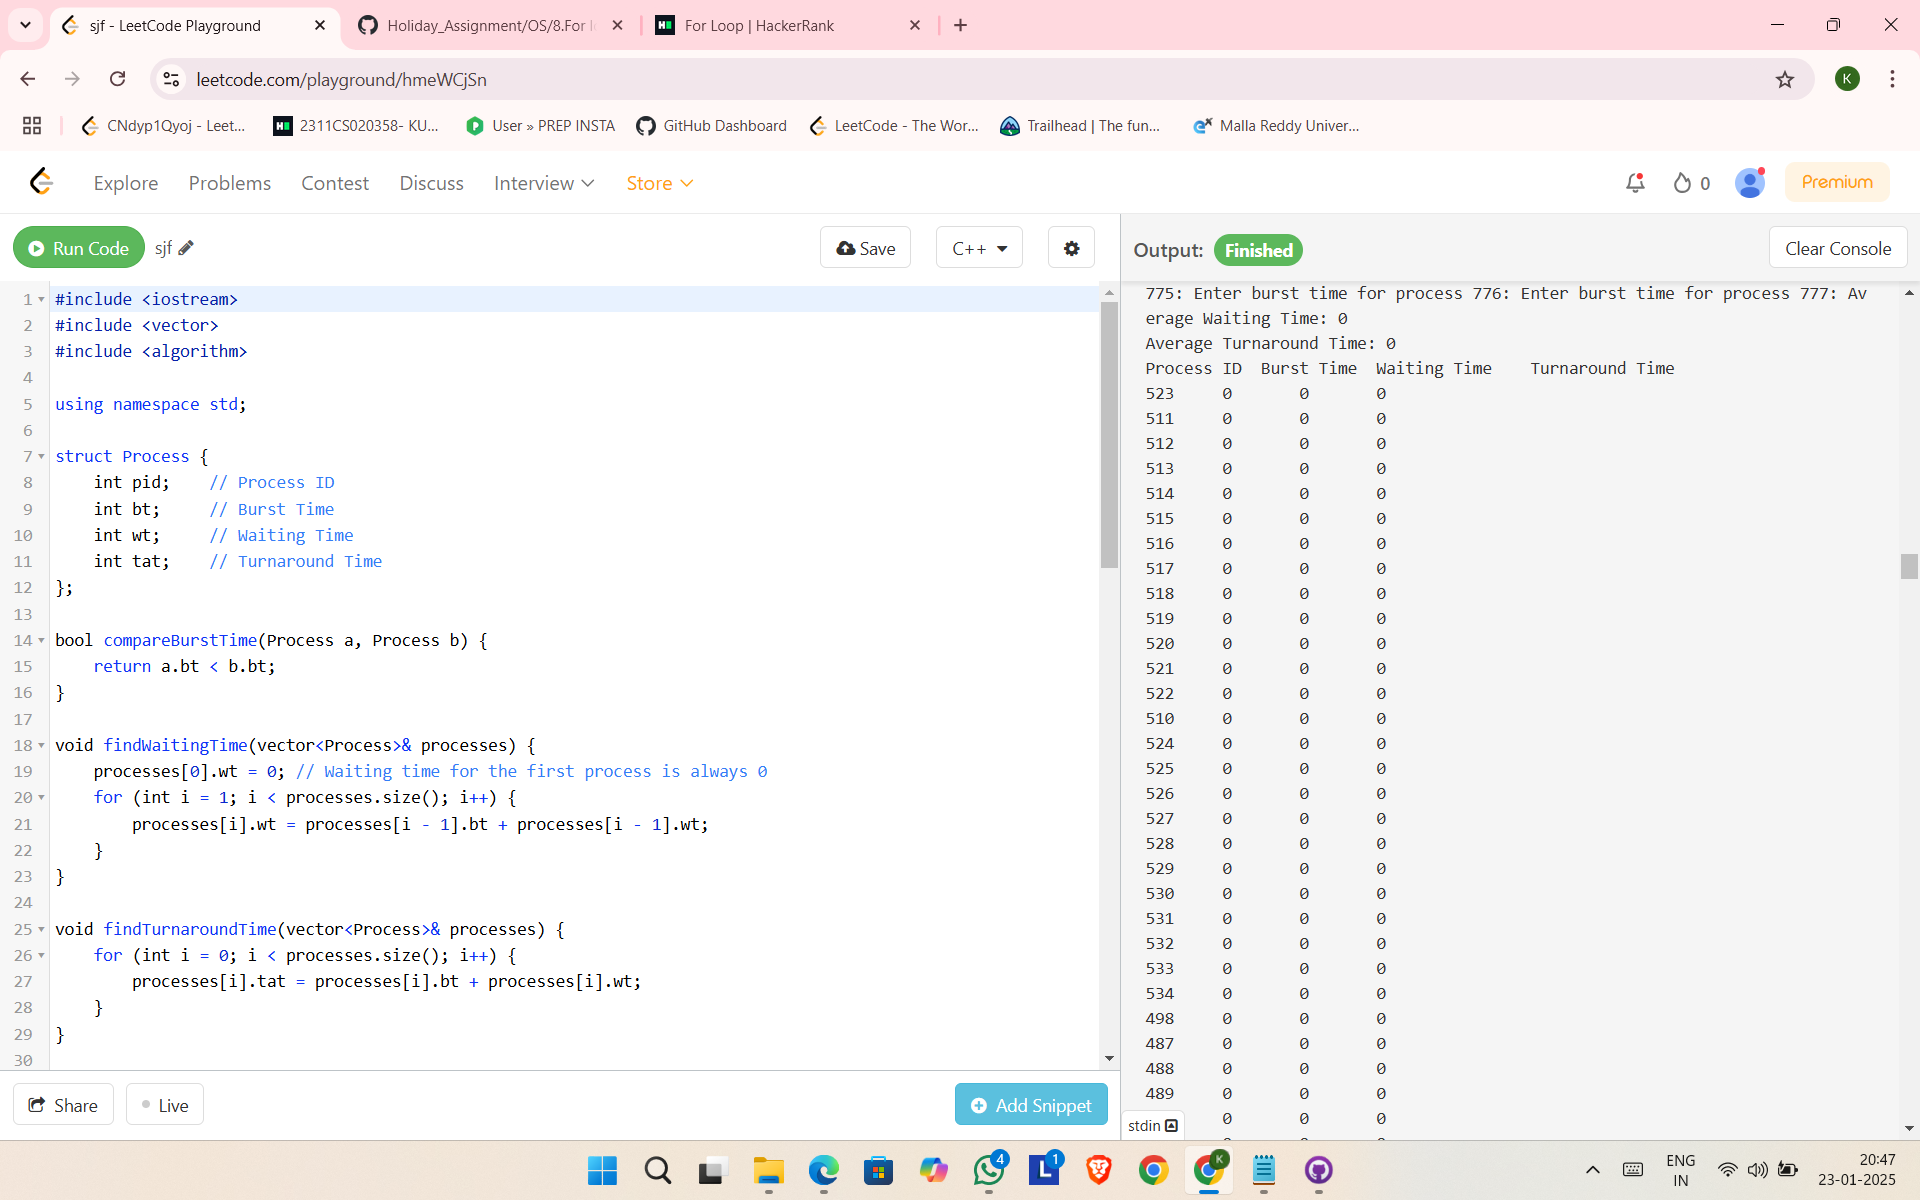 sjf - LeetCode Playground
Holiday_Assignment/OS/8.For l
For Loop | HackerRank
leetcode.com/playground/hmeWCjSn
K
CNdyp1Qyoj - Leet...
2311CS020358- KU...
User » PREP INSTA
GitHub Dashboard
LeetCode - The Wor...
Trailhead | The fun...
Malla Reddy Univer...
Explore Problems Contest Discuss Interview Store
0
Premium
Run Code sjf
Save
C++
Output: Finished
Clear Console
1 #include <iostream>
2 #include <vector>
3 #include <algorithm>
4
5 using namespace std;
6
7 struct Process {
8 int pid; // Process ID
9 int bt; // Burst Time
10 int wt; // Waiting Time
11 int tat; // Turnaround Time
12 };
13
14 bool compareBurstTime(Process a, Process b) {
15 return a.bt < b.bt;
16 }
17
18 void findWaitingTime(vector<Process>& processes) {
19 processes[0].wt = 0; // Waiting time for the first process is always 0
20 for (int i = 1; i < processes.size(); i++) {
21 processes[i].wt = processes[i - 1].bt + processes[i - 1].wt;
22 }
23 }
24
25 void findTurnaroundTime(vector<Process>& processes) {
26 for (int i = 0; i < processes.size(); i++) {
27 processes[i].tat = processes[i].bt + processes[i].wt;
28 }
29 }
30
775: Enter burst time for process 776: Enter burst time for process 777: Av
erage Waiting Time: 0
Average Turnaround Time: 0
Process ID Burst Time Waiting Time Turnaround Time
523 0 0 0
511 0 0 0
512 0 0 0
513 0 0 0
514 0 0 0
515 0 0 0
516 0 0 0
517 0 0 0
518 0 0 0
519 0 0 0
520 0 0 0
521 0 0 0
522 0 0 0
510 0 0 0
524 0 0 0
525 0 0 0
526 0 0 0
527 0 0 0
528 0 0 0
529 0 0 0
530 0 0 0
531 0 0 0
532 0 0 0
533 0 0 0
534 0 0 0
498 0 0 0
487 0 0 0
488 0 0 0
489 0 0 0
0 0 0
stdin
Share
Live
Add Snippet
4
L
1
K
ENG
IN
20:47
23-01-2025